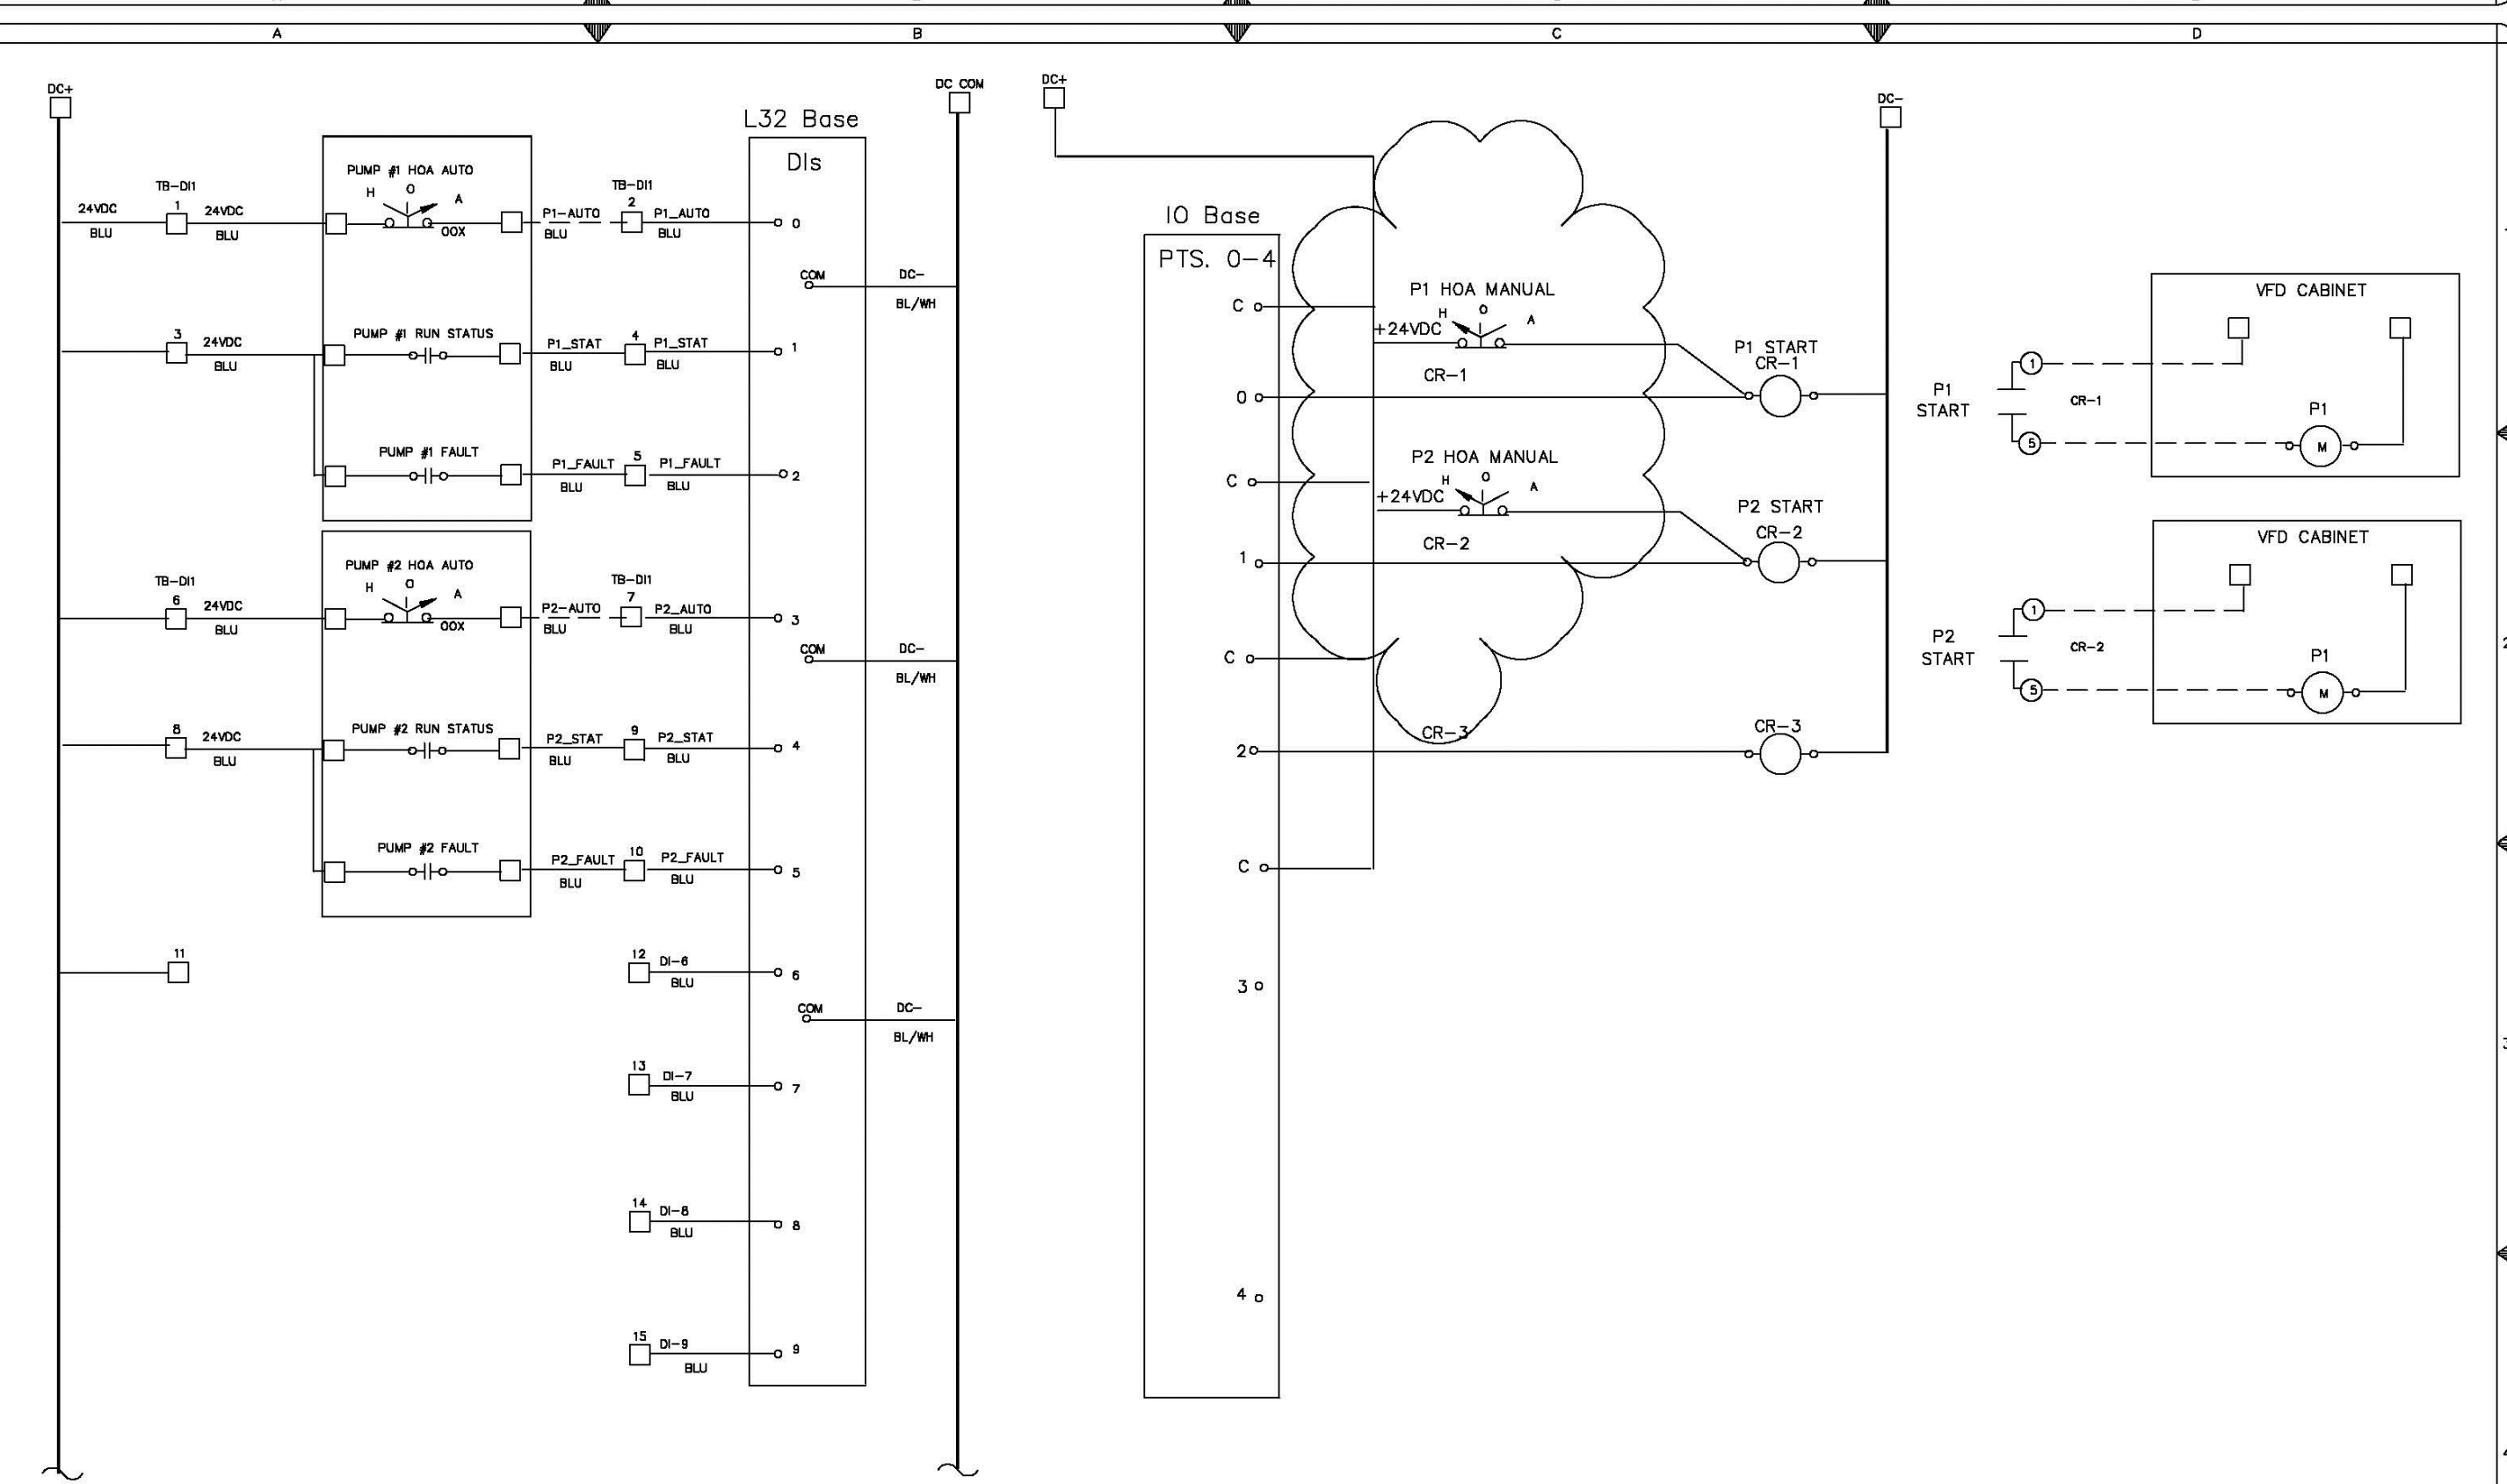 A
B
C
D
DC+
DC COM
DC+
DC-
L32 Base
DIs
TB-DI1
PUMP #1 HOA AUTO
H O A
OOX
24VDC
BLU
1
24VDC
BLU
P1-AUTO
BLU
TB-DI1
2
P1_AUTO
BLU
0
COM
DC-
BL/WH
3
24VDC
BLU
PUMP #1 RUN STATUS
P1_STAT
BLU
4
P1_STAT
BLU
1
PUMP #1 FAULT
P1_FAULT
BLU
5
P1_FAULT
BLU
2
TB-DI1
6
24VDC
BLU
PUMP #2 HOA AUTO
H O A
OOX
P2-AUTO
BLU
TB-DI1
7
P2_AUTO
BLU
3
COM
DC-
BL/WH
8
24VDC
BLU
PUMP #2 RUN STATUS
P2_STAT
BLU
9
P2_STAT
BLU
4
PUMP #2 FAULT
P2_FAULT
BLU
10
P2_FAULT
BLU
5
11
12
DI-6
BLU
6
COM
DC-
BL/WH
13
DI-7
BLU
7
14
DI-8
BLU
8
15
DI-9
BLU
9
IO Base
PTS. 0-4
C
P1 HOA MANUAL
H O A
+24VDC
CR-1
0
P1 START
CR-1
C
P2 HOA MANUAL
H O A
+24VDC
CR-2
1
P2 START
CR-2
C
CR-3
2
CR-3
C
3
4
P1
START
1
CR-1
5
VFD CABINET
P1
M
P2
START
1
CR-2
5
VFD CABINET
P1
M